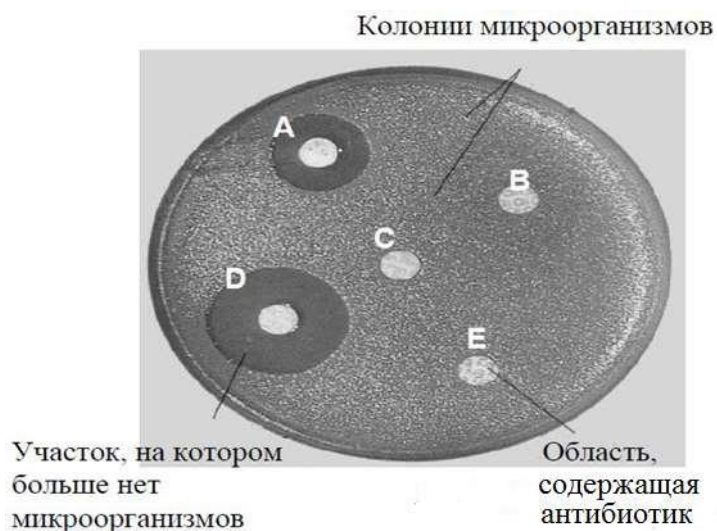 Колонии микроорганизмов
A
B
C
D
E
Участок, на котором
больше нет
микроорганизмов
Область,
содержащая
антибиотик